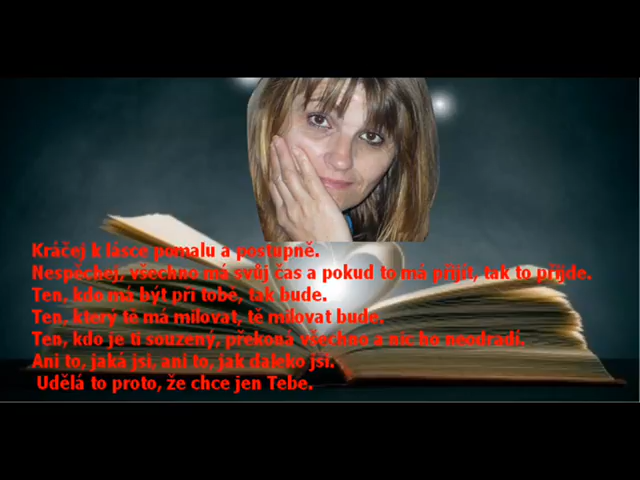 Kráčej k lásce pomalu a postupně.
Nespěchej, všechno má svůj čas a pokud to má přijít, tak to příjde.
Ten, kdo má být při tobě, tak bude.
Ten, který tě má milovat, tě milovat bude.
Ten, kdo je ti souzený, překoná všechno a nic ho neodradí.
Ani to, jaká jsi, ani to, jak daleko jsi.
Udělá to proto, že chce jen Tebe.